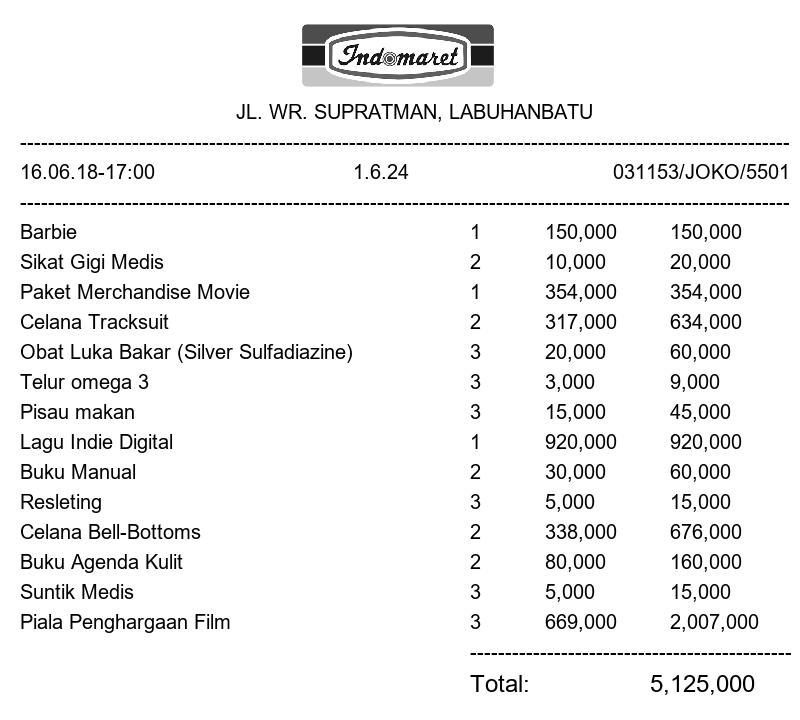 Indomaret
JL. WR. SUPRATMAN, LABUHANBATU
16.06.18-17:00 1.6.24 031153/JOKO/5501
Barbie 1 150,000 150,000
Sikat Gigi Medis 2 10,000 20,000
Paket Merchandise Movie 1 354,000 354,000
Celana Tracksuit 2 317,000 634,000
Obat Luka Bakar (Silver Sulfadiazine) 3 20,000 60,000
Telur omega 3 3 3,000 9,000
Pisau makan 3 15,000 45,000
Lagu Indie Digital 1 920,000 920,000
Buku Manual 2 30,000 60,000
Resleting 3 5,000 15,000
Celana Bell-Bottoms 2 338,000 676,000
Buku Agenda Kulit 2 80,000 160,000
Suntik Medis 3 5,000 15,000
Piala Penghargaan Film 3 669,000 2,007,000
Total: 5,125,000